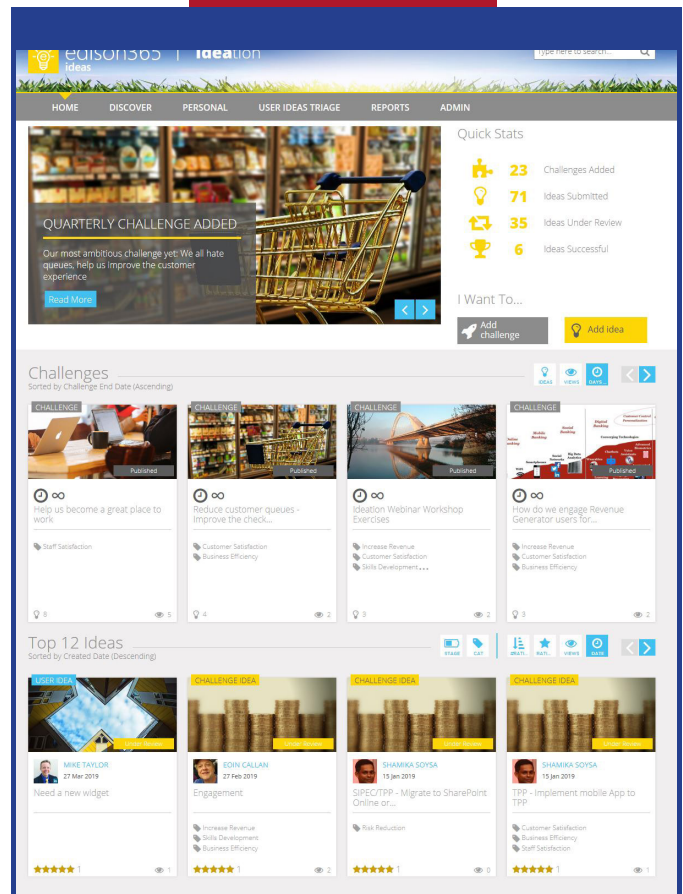 edison365 | ideation
ideas
Type here to search...
HOME DISCOVER PERSONAL USER IDEAS TRIAGE REPORTS ADMIN
QUARTERLY CHALLENGE ADDED
Our most ambitious challenge yet: We all hate
queues, help us improve the customer
experience
Read More
Quick Stats
23 Challenges Added
71 Ideas Submitted
35 Ideas Under Review
6 Ideas Successful
I Want To...
Add
challenge
Add idea
Challenges
Sorted by Challenge End Date (Ascending)
IDEAS VIEWS DAYS...
CHALLENGE
Published
Help us become a great place to
work
Staff Satisfaction
8 5
CHALLENGE
Published
Reduce customer queues -
Improve the check...
Customer Satisfaction
Business Efficiency
4 2
CHALLENGE
Published
Ideation Webinar Workshop
Exercises
Increase Revenue
Customer Satisfaction
Skills Development...
3 2
CHALLENGE
Digital
Banking
Social
Banking
Mobile
Banking
Converging Technologies
Published
How do we engage Revenue
Generator users for...
Increase Revenue
Customer Satisfaction
Business Efficiency
3 2
Top 12 Ideas
Sorted by Created Date (Descending)
STAGE CAT VIEWS DATE
USER IDEA
Under Review
MIKE TAYLOR
27 Mar 2019
Need a new widget
1 1
CHALLENGE IDEA
Under Review
EDIN CALLAN
27 Feb 2019
Engagement
Increase Revenue
Skills Development
Business Efficiency
1 2
CHALLENGE IDEA
Under Review
SHAMIKA SOYSA
15 Jan 2019
SIPEC/TPP - Migrate to SharePoint
Online or...
Risk Reduction
1 0
CHALLENGE IDEA
Under Review
SHAMIKA SOYSA
15 Jan 2019
TPP - Implement mobile App to
TPP
Customer Satisfaction
Business Efficiency
Staff Satisfaction
1 1